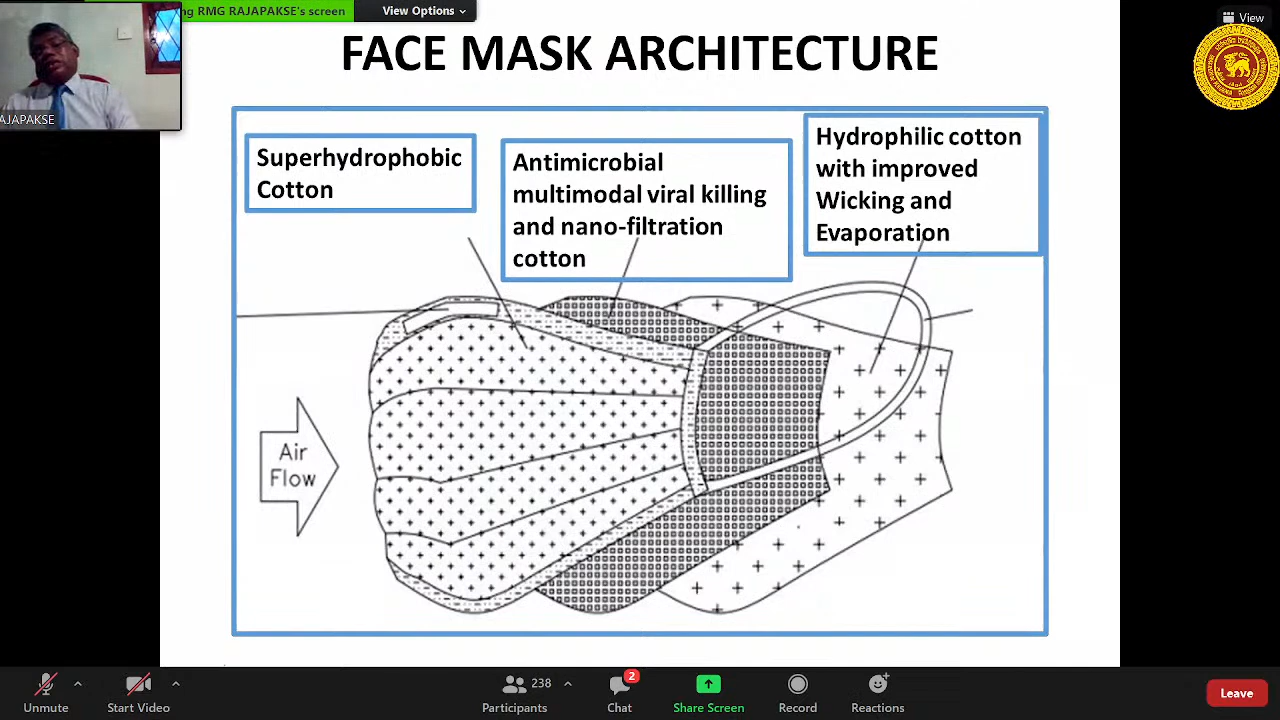 ng RMG RAJAPAKSE's screen
View Options
View
AJAPAKSE
FACE MASK ARCHITECTURE
Superhydrophobic
Cotton
Antimicrobial
multimodal viral killing
and nano-filtration
cotton
Hydrophilic cotton
with improved
Wicking and
Evaporation
Air
Flow
Unmute
Start Video
238
Participants
2
Chat
Share Screen
Record
Reactions
Leave